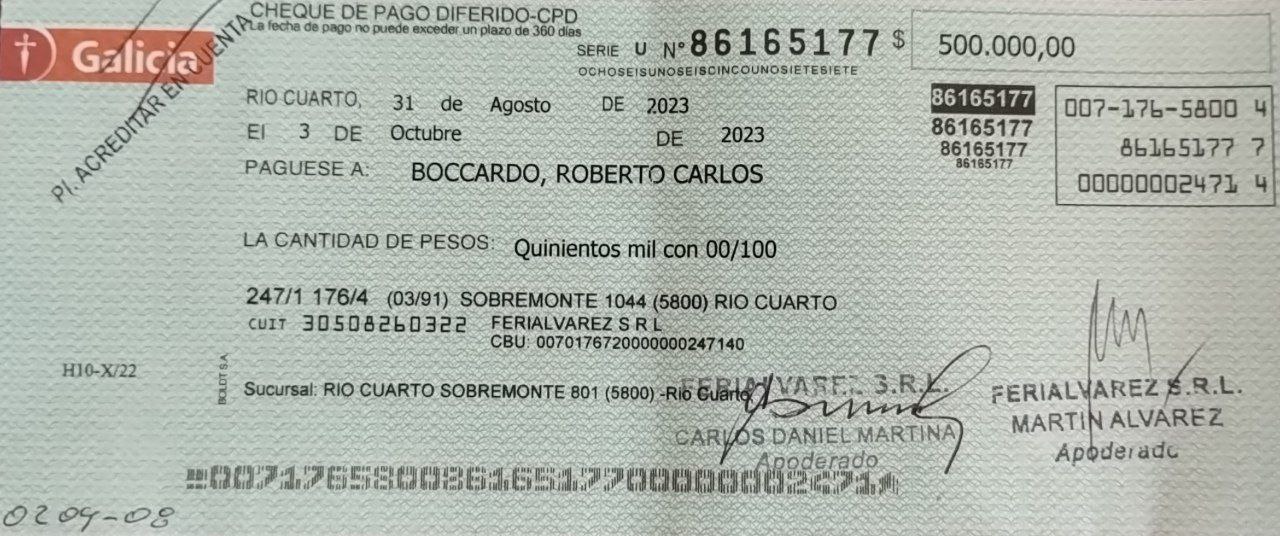 CHEQUE DE PAGO DIFERIDO-CPD
La fecha de pago no puede exceder un plazo de 360 días
Galicia
P/. ACREDITAR EN CUENTA
SERIE U Nº 86165177 $ 500.000,00
OCHOSEISUNOSEISCINCOUNOSIETESIETE
RIO CUARTO, 31 de Agosto DE 2023
El 3 DE Octubre DE 2023
PAGUESE A: BOCCARDO, ROBERTO CARLOS
86165177
86165177
86165177
86165177
007-176-5800 4
86165177 7
00000002471 4
LA CANTIDAD DE PESOS: Quinientos mil con 00/100
247/1 176/4 (03/91) SOBREMONTE 1044 (5800) RIO CUARTO
CUIT 30508260322 FERIALVAREZ S R L
CBU: 0070176720000000247140
H10-X/22
BOLDT S.A
Sucursal: RIO CUARTO SOBREMONTE 801 (5800) -Rio Cuarto
FERIALVAREZ S.R.L.
CARLOS DANIEL MARTINA
Apoderado
FERIALVAREZ S.R.L.
MARTIN ALVAREZ
Apoderado
0209-08